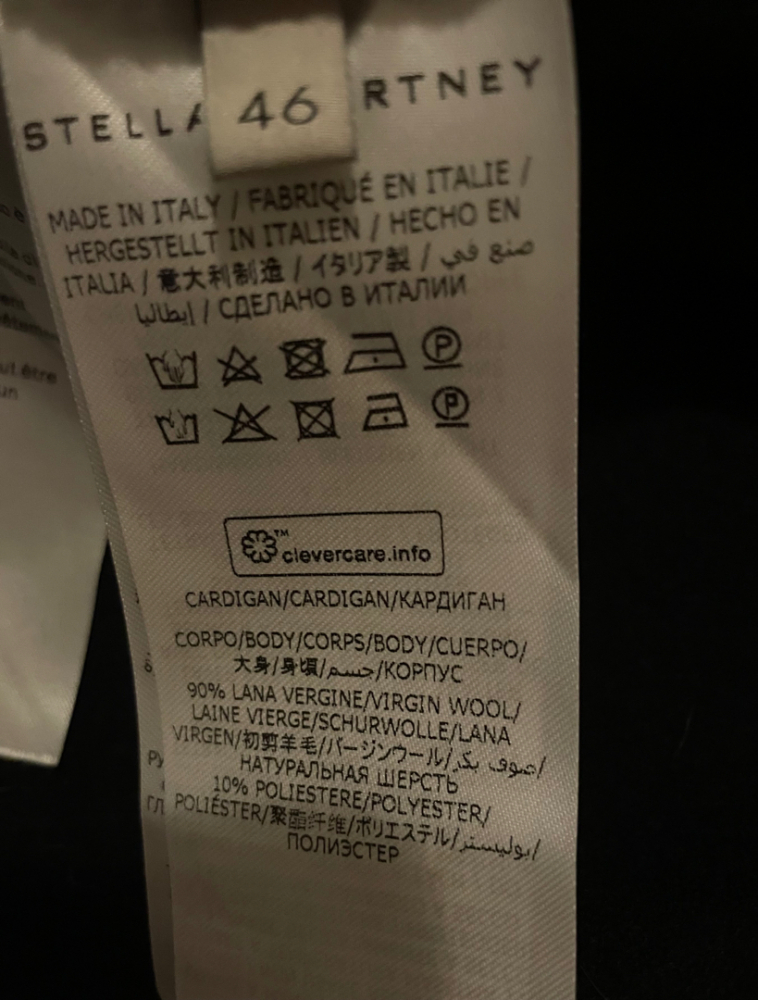 STELLA RTNEY
46
MADE IN ITALY / FABRIQUÉ EN ITALIE /
HERGESTELLT IN ITALIEN / HECHO EN
ITALIA / 意大利制造 / イタリア製 / صنع في
إيطاليا / СДЕЛАНО В ИТАЛИИ
P
P
™
clevercare.info
CARDIGAN/CARDIGAN/КАРДИГАН
CORPO/BODY/CORPS/BODY/CUERPO/
大身/身頃/جسم/КОРПУС
90% LANA VERGINE/VIRGIN WOOL/
LAINE VIERGE/SCHURWOLLE/LANA
VIRGEN/初剪羊毛/バージンウール/صوف بكر/
НАТУРАЛЬНАЯ ШЕРСТЬ
10% POLIESTERE/POLYESTER/
POLIÉSTER/聚酯纤维/ポリエステル/بوليستر/
ПОЛИЭСТЕР